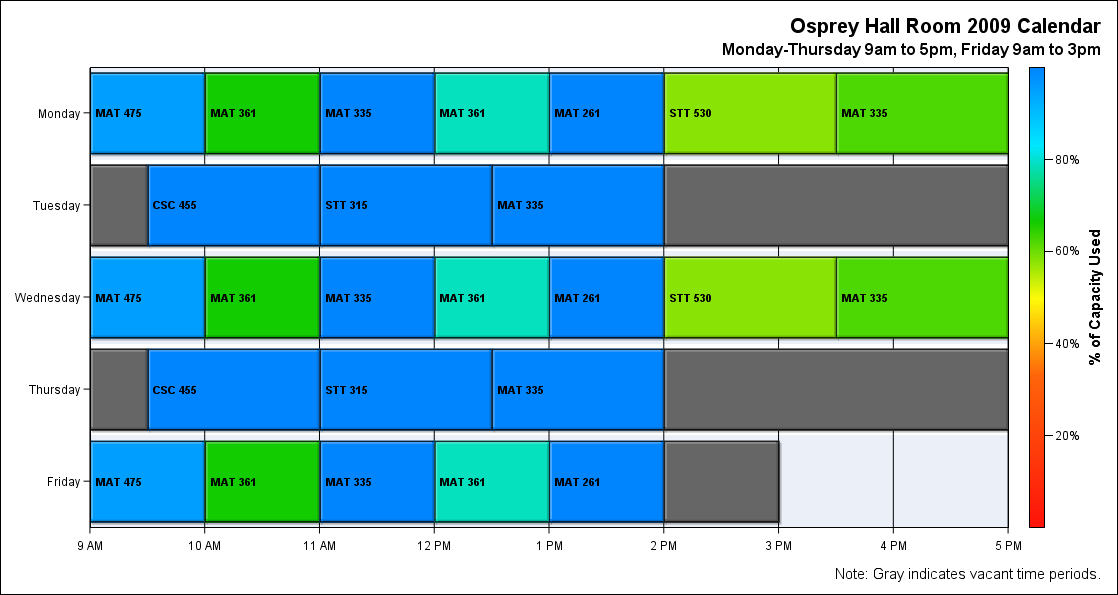 Osprey Hall Room 2009 Calendar
Monday-Thursday 9am to 5pm, Friday 9am to 3pm
Monday MAT 475 MAT 361 MAT 335 MAT 361 MAT 261 STT 530 MAT 335
Tuesday CSC 455 STT 315 MAT 335
Wednesday MAT 475 MAT 361 MAT 335 MAT 361 MAT 261 STT 530 MAT 335
Thursday CSC 455 STT 315 MAT 335
Friday MAT 475 MAT 361 MAT 335 MAT 361 MAT 261
9 AM 10 AM 11 AM 12 PM 1 PM 2 PM 3 PM 4 PM 5 PM
80%
60%
40%
20%
% of Capacity Used
Note: Gray indicates vacant time periods.